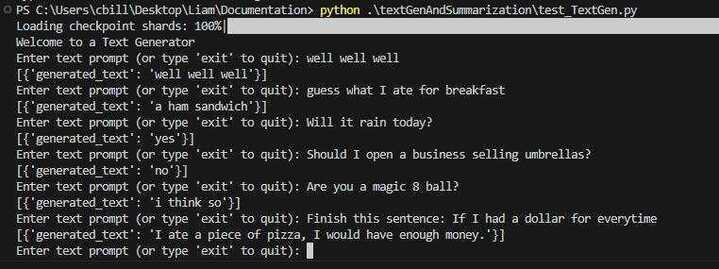 PS C:\Users\cbill\Desktop\Liam\Documentation> python .\textGenAndSummarization\test_TextGen.py
Loading checkpoint shards: 100%|
Welcome to a Text Generator
Enter text prompt (or type 'exit' to quit): well well well
[{'generated_text': 'well well well'}]
Enter text prompt (or type 'exit' to quit): guess what I ate for breakfast
[{'generated_text': 'a ham sandwich'}]
Enter text prompt (or type 'exit' to quit): Will it rain today?
[{'generated_text': 'yes'}]
Enter text prompt (or type 'exit' to quit): Should I open a business selling umbrellas?
[{'generated_text': 'no'}]
Enter text prompt (or type 'exit' to quit): Are you a magic 8 ball?
[{'generated_text': 'i think so'}]
Enter text prompt (or type 'exit' to quit): Finish this sentence: If I had a dollar for everytime
[{'generated_text': 'I ate a piece of pizza, I would have enough money.'}]
Enter text prompt (or type 'exit' to quit):